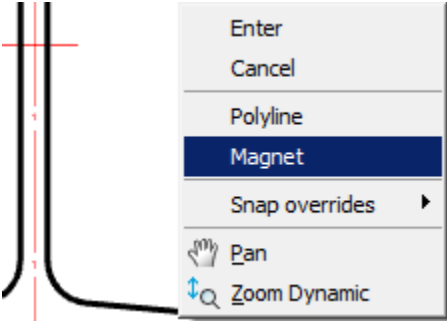 Enter
Cancel
Polyline
Magnet
Snap overrides
Pan
Zoom Dynamic